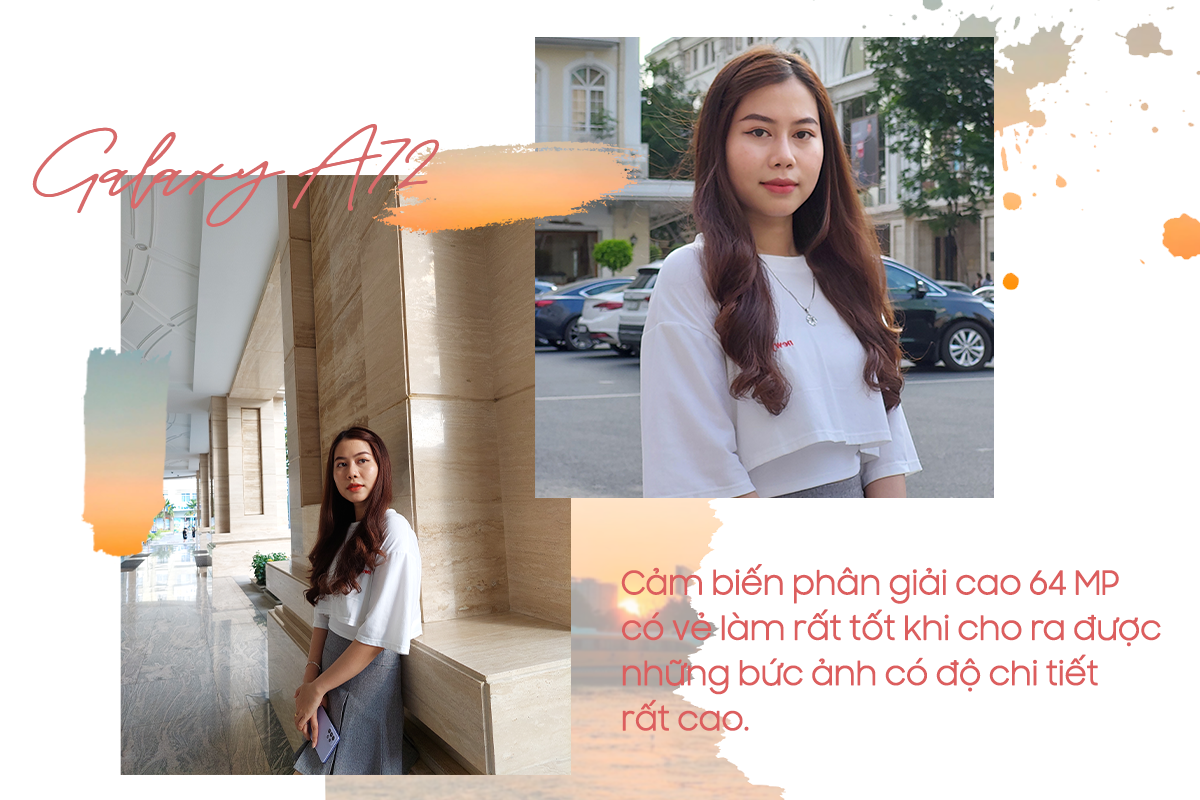 Galaxy A72
Cảm biến phân giải cao 64 MP
có vẻ làm rất tốt khi cho ra được
những bức ảnh có độ chi tiết
rất cao.